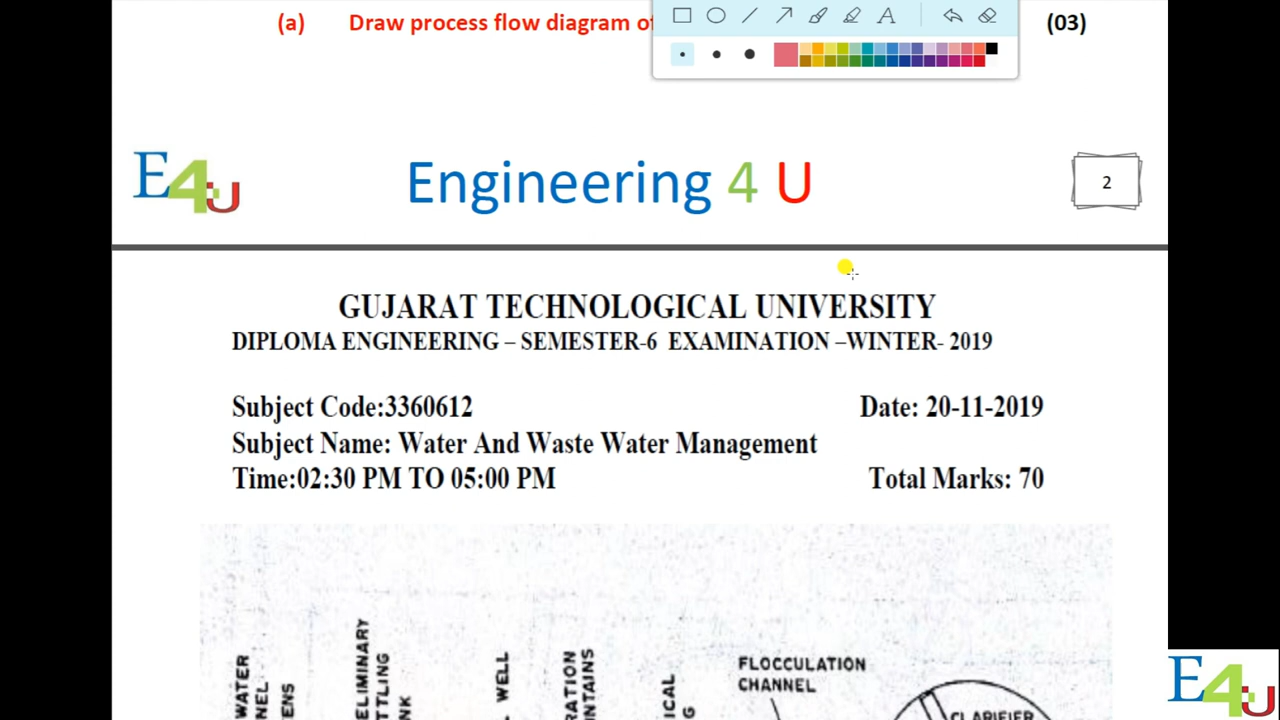 (a) Draw process flow diagram of (03)
A
E4U Engineering 4 U 2
GUJARAT TECHNOLOGICAL UNIVERSITY
DIPLOMA ENGINEERING – SEMESTER-6 EXAMINATION –WINTER- 2019
Subject Code:3360612 Date: 20-11-2019
Subject Name: Water And Waste Water Management
Time:02:30 PM TO 05:00 PM Total Marks: 70
WATER
WELL
FLOCCULATION
CHANNEL
CLARIFIER
E4U